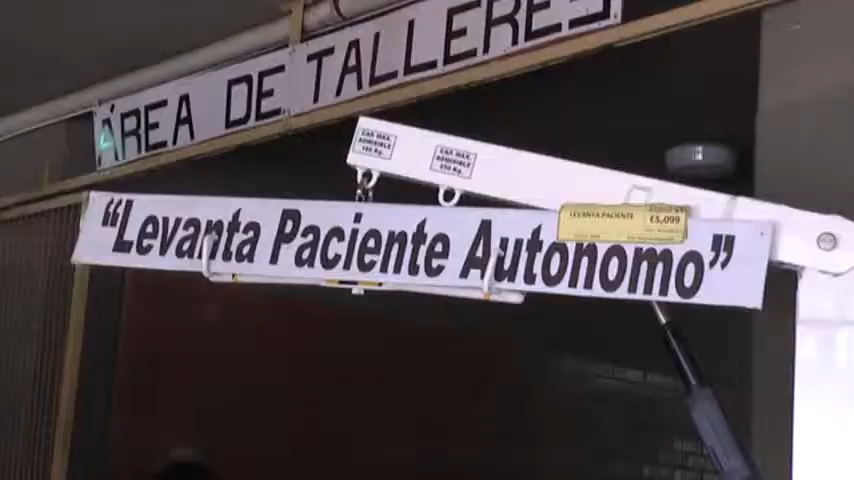 ÁREA DE TALLERES
CAR MAX.
ADMISIBLE
CAR MAX.
ADMISIBLE
"Levanta Paciente Autonomo"
LEVANTA PACIENTE